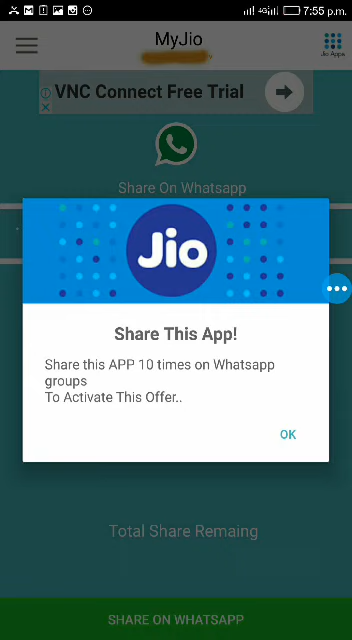 4G 7:55 p.m.
MyJio
Jio Apps
VNC Connect Free Trial
Share On Whatsapp
Jio
Share This App!
Share this APP 10 times on Whatsapp
groups
To Activate This Offer..
OK
Total Share Remaing
SHARE ON WHATSAPP